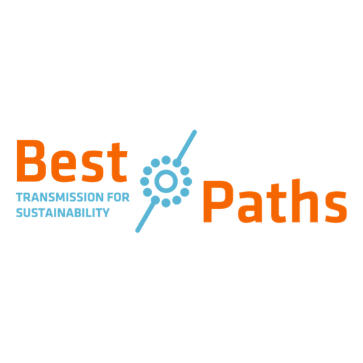 Best
TRANSMISSION FOR
SUSTAINABILITY
Paths